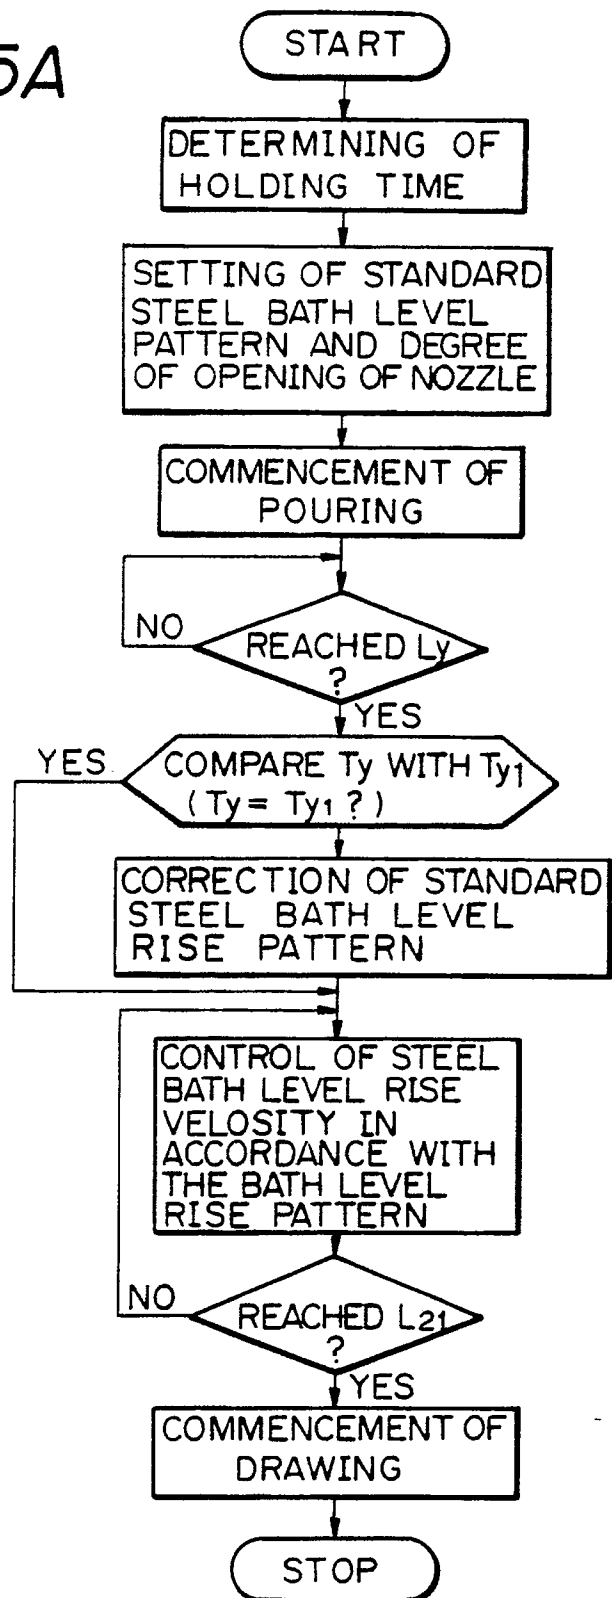 5A
START
DETERMINING OF
HOLDING TIME
SETTING OF STANDARD
STEEL BATH LEVEL
PATTERN AND DEGREE
OF OPENING OF NOZZLE
COMMENCEMENT OF
POURING
NO
REACHED Ly
?
YES
YES
COMPARE Ty WITH Ty1
(Ty = Ty1 ?)
CORRECTION OF STANDARD
STEEL BATH LEVEL
RISE PATTERN
CONTROL OF STEEL
BATH LEVEL RISE
VELOSITY IN
ACCORDANCE WITH
THE BATH LEVEL
RISE PATTERN
NO
REACHED L21
?
YES
COMMENCEMENT OF
DRAWING
STOP